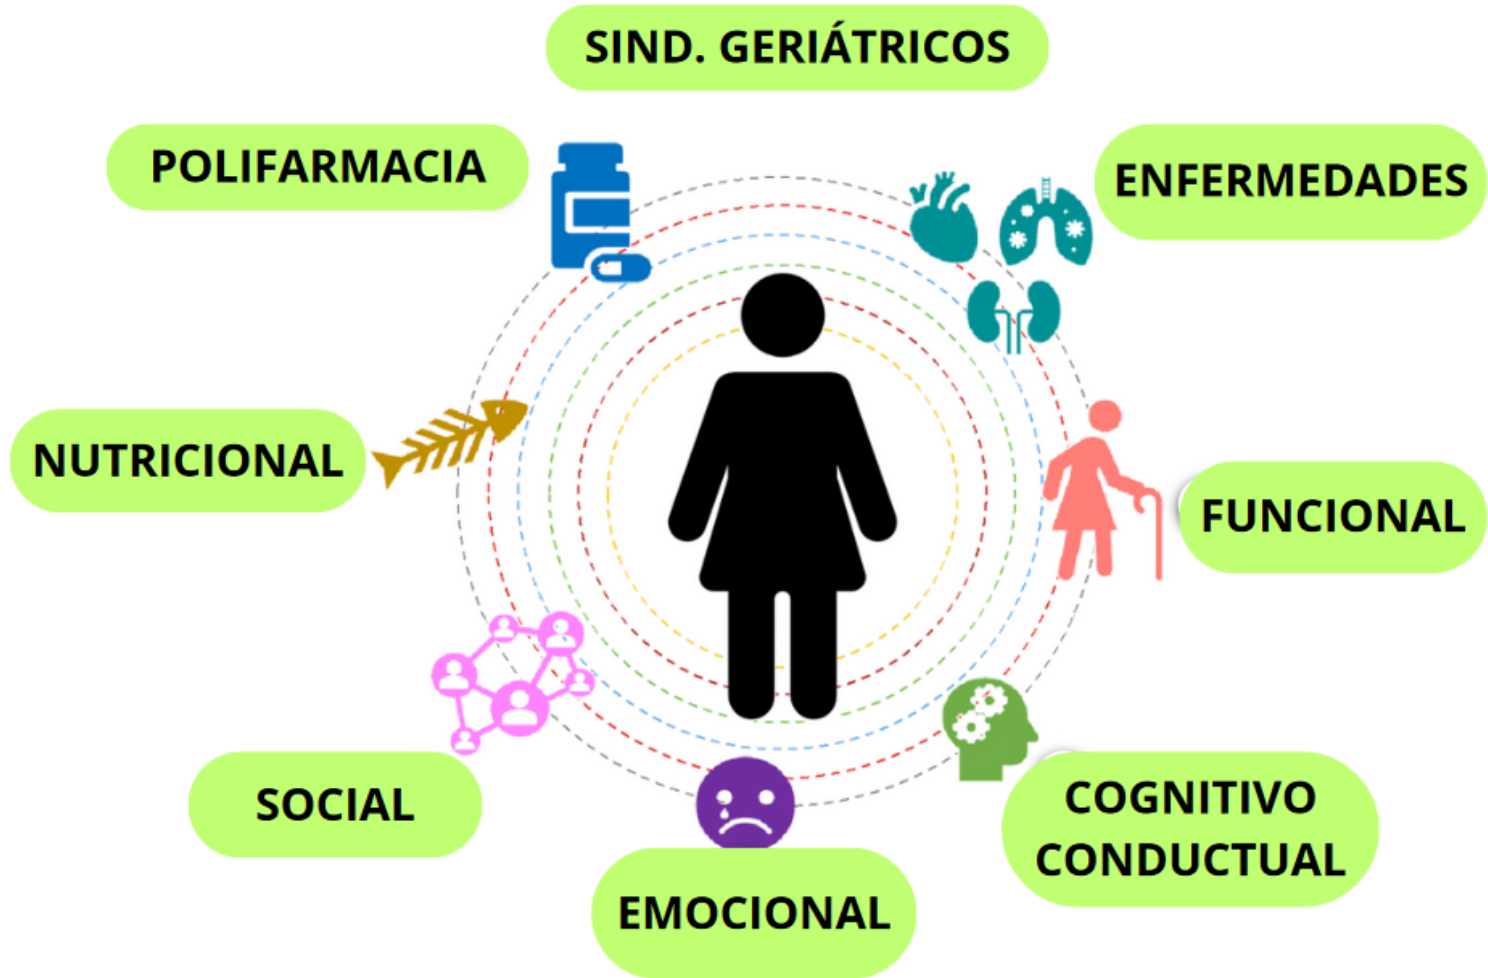 SIND. GERIÁTRICOS
POLIFARMACIA
ENFERMEDADES
NUTRICIONAL
FUNCIONAL
SOCIAL
COGNITIVO
CONDUCTUAL
EMOCIONAL